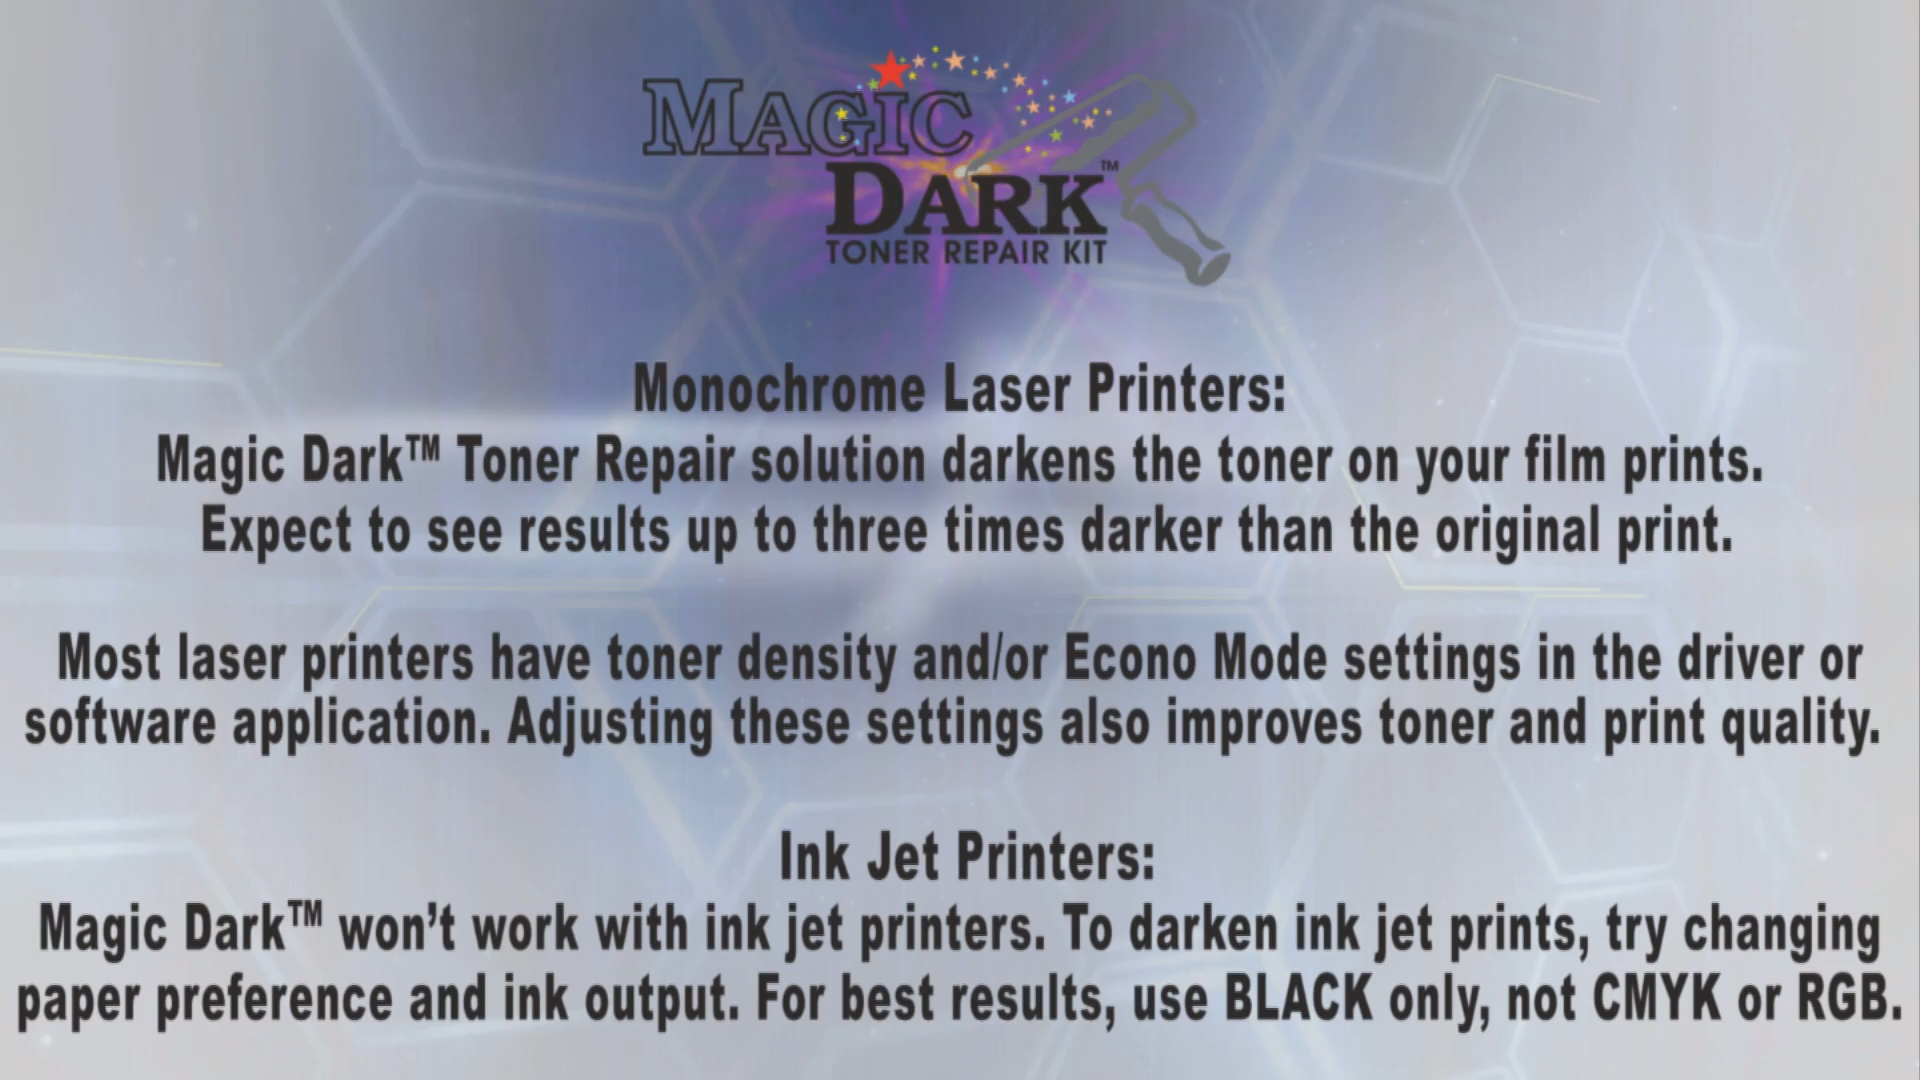 MAGIC
DARK™
TONER REPAIR KIT
Monochrome Laser Printers:
Magic Dark™ Toner Repair solution darkens the toner on your film prints.
Expect to see results up to three times darker than the original print.
Most laser printers have toner density and/or Econo Mode settings in the driver or
software application. Adjusting these settings also improves toner and print quality.
Ink Jet Printers:
Magic Dark™ won’t work with ink jet printers. To darken ink jet prints, try changing
paper preference and ink output. For best results, use BLACK only, not CMYK or RGB.